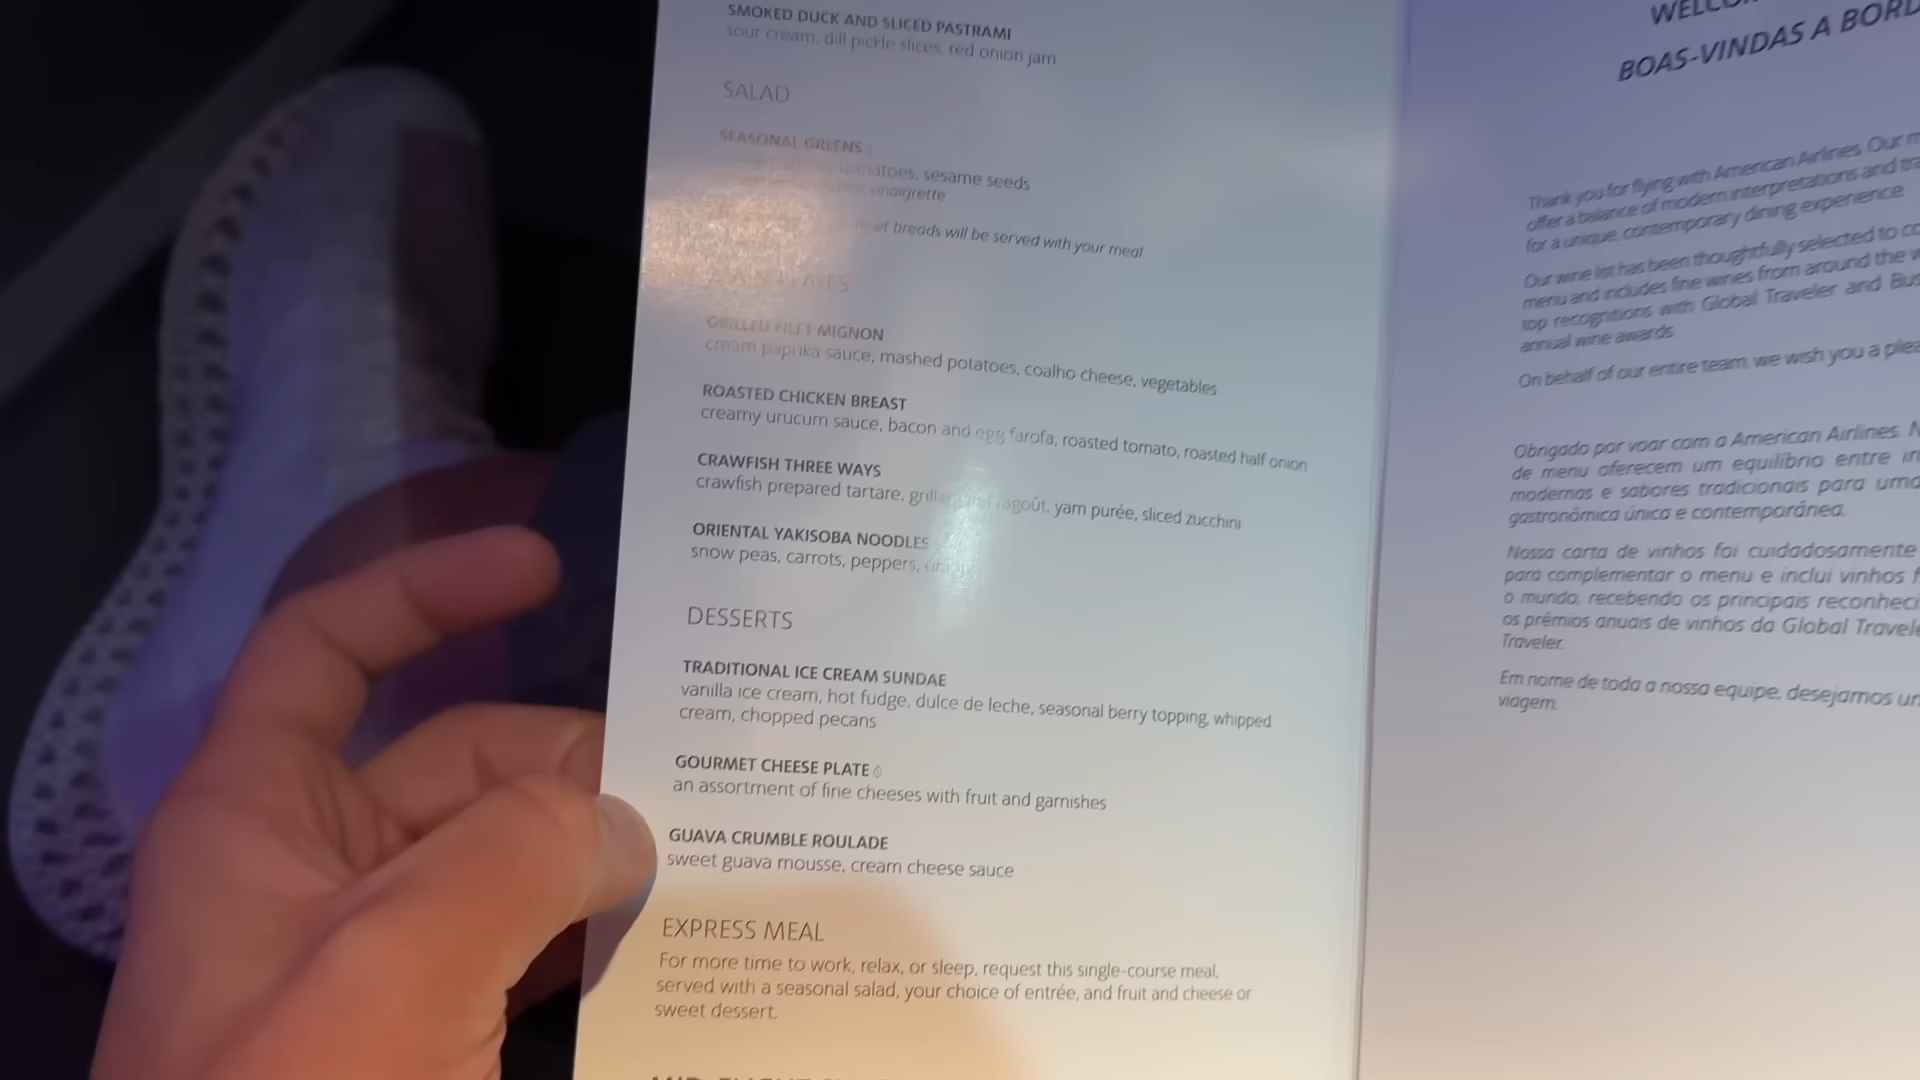 SMOKED DUCK AND SLICED PASTRAMI
sour cream, dill pickle slices, red onion jam
SALAD
SEASONAL GREENS
tomatoes, sesame seeds
vinaigrette
breads will be served with your meal
GRILLED FILET MIGNON
cream paprika sauce, mashed potatoes, coalho cheese, vegetables
ROASTED CHICKEN BREAST
creamy urucum sauce, bacon and egg farofa, roasted tomato, roasted half onion
CRAWFISH THREE WAYS
crawfish prepared tartare, ragoût, yam purée, sliced zucchini
ORIENTAL YAKISOBA NOODLES
snow peas, carrots, peppers,
DESSERTS
TRADITIONAL ICE CREAM SUNDAE
vanilla ice cream, hot fudge, dulce de leche, seasonal berry topping, whipped
cream, chopped pecans
GOURMET CHEESE PLATE
an assortment of fine cheeses with fruit and garnishes
GUAVA CRUMBLE ROULADE
sweet guava mousse, cream cheese sauce
EXPRESS MEAL
For more time to work, relax, or sleep, request this single-course meal,
served with a seasonal salad, your choice of entrée, and fruit and cheese or
sweet dessert.
BOAS-VINDAS A BORD
Thank you for flying with American Airlines. Our
offer a balance of modern interpretations and
for a unique, contemporary dining experience.
Our wine list has been thoughtfully selected to
menu and includes fine wines from around the
top recognitions with Global Traveler and
annual wine awards.
On behalf of our entire team, we wish you a
Obrigado por voar com a American Airlines.
de menu oferecem um equilíbrio entre
modernas e sabores tradicionais para uma
gastronômica única e contemporânea.
Nossa carta de vinhos foi cuidadosamente
para complementar o menu e inclui vinhos
o mundo, recebendo os principais
os prêmios anuais de vinhos da Global
Traveler.
Em nome de toda a nossa equipe, desejamos
viagem.